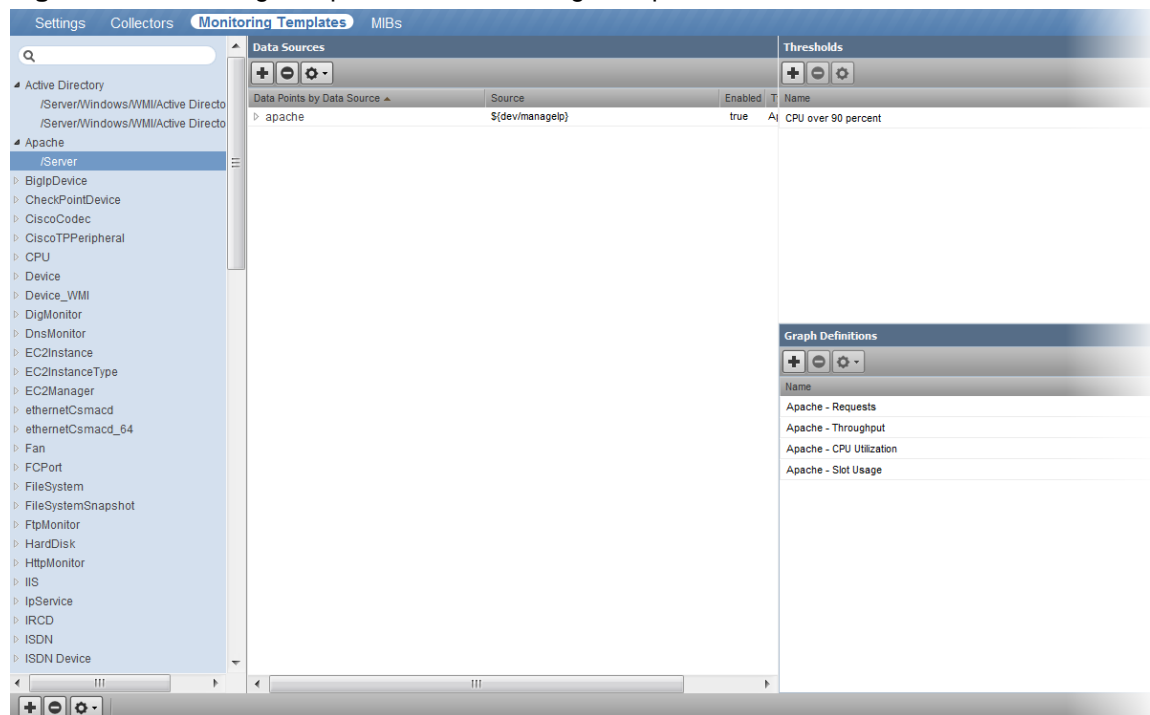 Settings Collectors Monitoring Templates MIBs
Active Directory
/Server/Windows/WMI/Active Directo
/Server/Windows/WMI/Active Directo
Apache
/Server
BigIpDevice
CheckPointDevice
CiscoCodec
CiscoTPPeripheral
CPU
Device
Device_WMI
DigMonitor
DnsMonitor
EC2Instance
EC2InstanceType
EC2Manager
ethernetCsmacd
ethernetCsmacd_64
Fan
FCPort
FileSystem
FileSystemSnapshot
FtpMonitor
HardDisk
HttpMonitor
IIS
IpService
IRCD
ISDN
ISDN Device
Data Sources
Data Points by Data Source Source Enabled T
apache ${dev/manageIp} true Ap
Thresholds
Name
CPU over 90 percent
Graph Definitions
Name
Apache - Requests
Apache - Throughput
Apache - CPU Utilization
Apache - Slot Usage